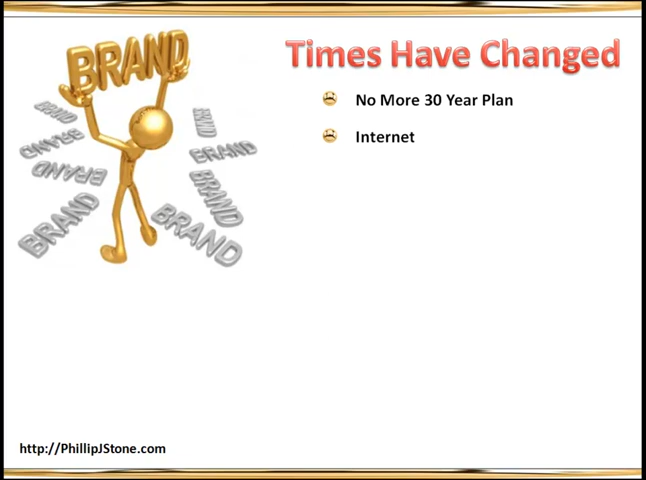 BRAND
Times Have Changed
No More 30 Year Plan
Internet
BRAND
BRAND
BRAND
BRAND
BRAND
BRAND
BRAND
BRAND
http://PhillipJStone.com